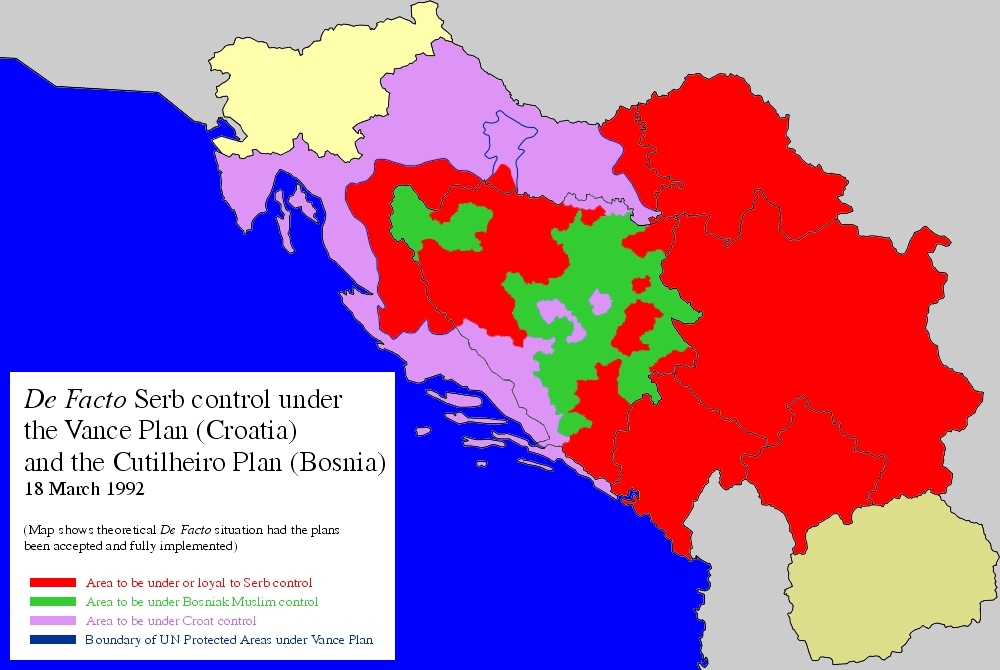 De Facto Serb control under
the Vance Plan (Croatia)
and the Cutilheiro Plan (Bosnia)
18 March 1992
(Map shows theoretical De Facto situation had the plans
been accepted and fully implemented)
Area to be under or loyal to Serb control
Area to be under Bosniak Muslim control
Area to be under Croat control
Boundary of UN Protected Areas under Vance Plan